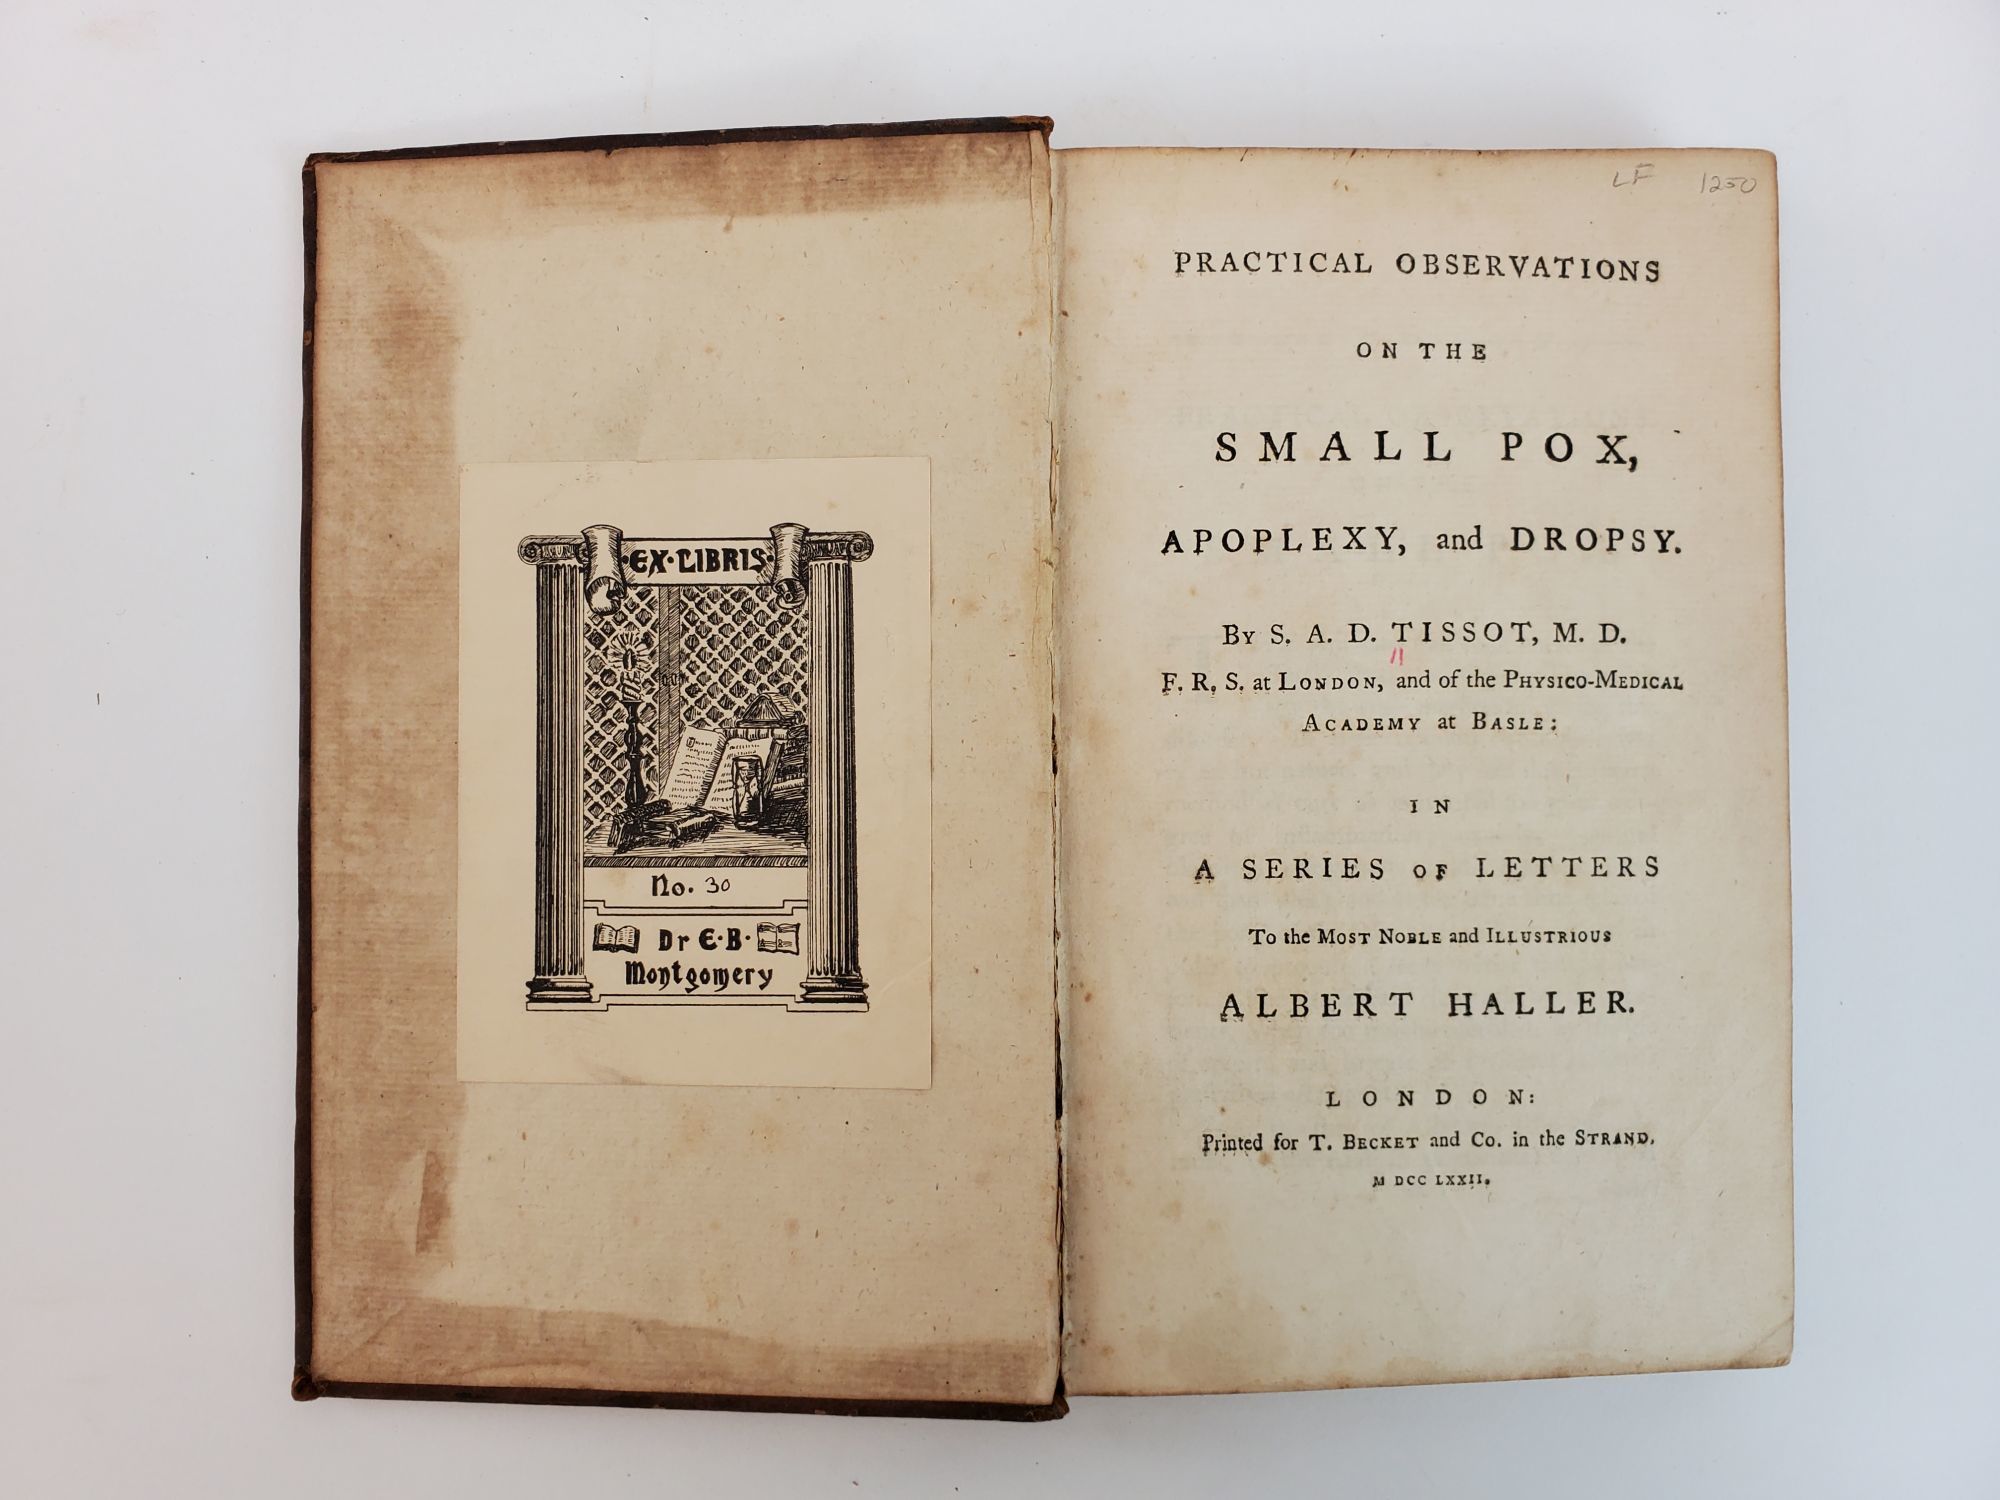 EX·LIBRIS·
No. 30
Dr E·B·
Montgomery
LF 1250
PRACTICAL OBSERVATIONS
ON THE
SMALL POX,
APOPLEXY, and DROPSY.
BY S. A. D. TISSOT, M. D.
F. R. S. at LONDON, and of the PHYSICO-MEDICAL
ACADEMY at BASLE:
IN
A SERIES OF LETTERS
To the MOST NOBLE and ILLUSTRIOUS
ALBERT HALLER.
LONDON:
Printed for T. BECKET and Co. in the STRAND.
M DCC LXXII.